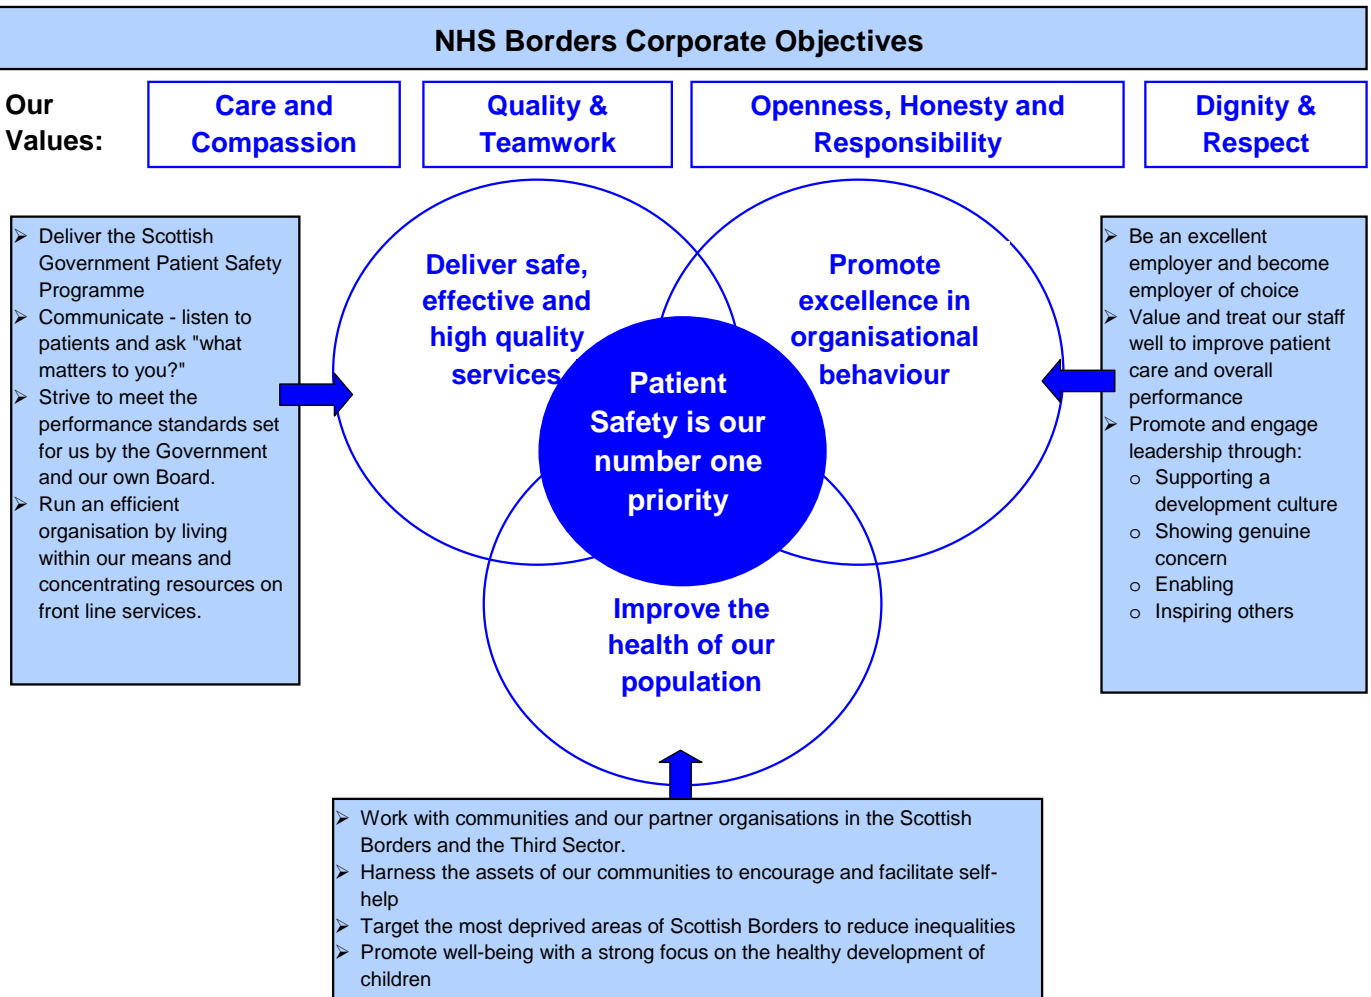 NHS Borders Corporate Objectives
Our
Values:
Care and
Compassion
Quality &
Teamwork
Openness, Honesty and
Responsibility
Dignity &
Respect
➢ Deliver the Scottish
Government Patient Safety
Programme
➢ Communicate - listen to
patients and ask "what
matters to you?"
➢ Strive to meet the
performance standards set
for us by the Government
and our own Board.
➢ Run an efficient
organisation by living
within our means and
concentrating resources on
front line services.
Deliver safe,
effective and
high quality
services
Promote
excellence in
organisational
behaviour
Patient
Safety is our
number one
priority
Improve the
health of our
population
➢ Be an excellent
employer and become
employer of choice
➢ Value and treat our staff
well to improve patient
care and overall
performance
➢ Promote and engage
leadership through:
o Supporting a
development culture
o Showing genuine
concern
o Enabling
o Inspiring others
➢ Work with communities and our partner organisations in the Scottish
Borders and the Third Sector.
➢ Harness the assets of our communities to encourage and facilitate self-
help
➢ Target the most deprived areas of Scottish Borders to reduce inequalities
➢ Promote well-being with a strong focus on the healthy development of
children